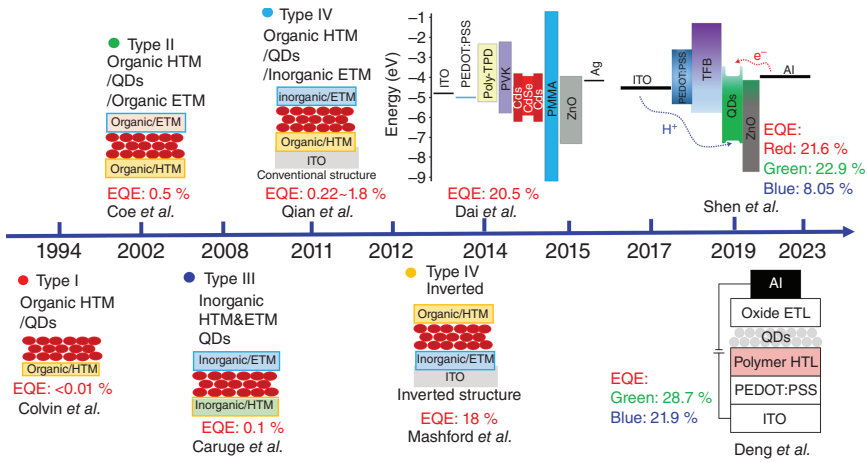 Type II
Organic HTM
/QDs
/Organic ETM
Organic/ETM
Organic/HTM
EQE: 0.5 %
Coe et al.
Type IV
Organic HTM
/QDs
/Inorganic ETM
inorganic/ETM
Organic/HTM
ITO
Conventional structure
EQE: 0.22~1.8 %
Qian et al.
Energy (eV)
−1
−2
−3
−4
−5
−6
−7
−8
−9
ITO
PEDOT:PSS
Poly-TPD
PVK
Cds
CdSe
Cds
PMMA
ZnO
Ag
EQE: 20.5 %
Dai et al.
ITO
PEDOT:PSS
TFB
QDs
ZnO
e−
Al
H+
EQE:
Red: 21.6 %
Green: 22.9 %
Blue: 8.05 %
Shen et al.
1994 2002 2008 2011 2012 2014 2015 2017 2019 2023
Type I
Organic HTM
/QDs
Organic/HTM
EQE: <0.01 %
Colvin et al.
Type III
Inorganic
HTM&ETM
QDs
Inorganic/ETM
Inorganic/HTM
EQE: 0.1 %
Caruge et al.
Type IV
Inverted
Organic/HTM
Inorganic/ETM
ITO
Inverted structure
EQE: 18 %
Mashford et al.
EQE:
Green: 28.7 %
Blue: 21.9 %
Al
Oxide ETL
QDs
Polymer HTL
PEDOT:PSS
ITO
Deng et al.